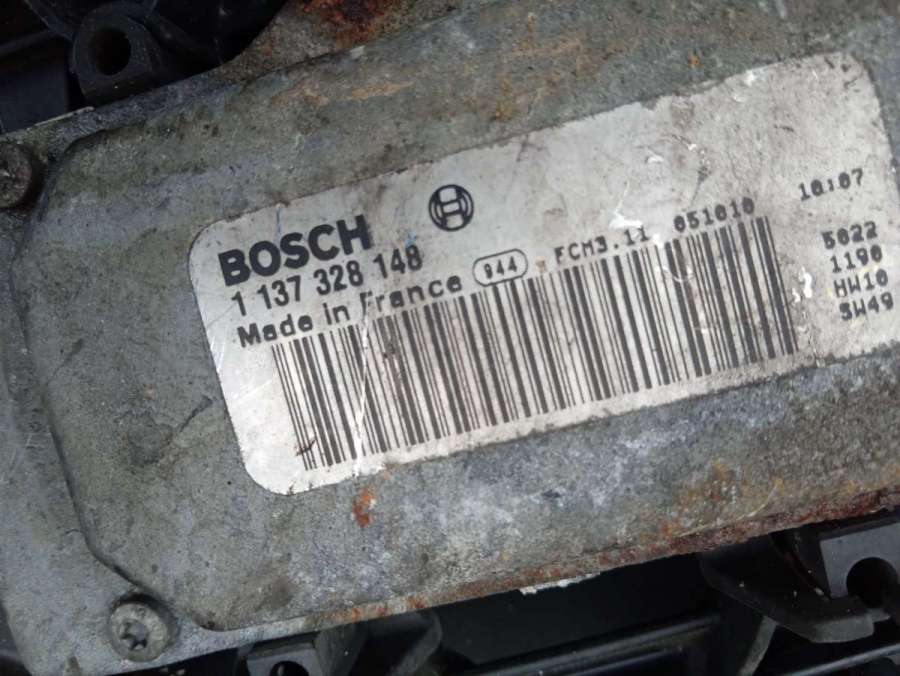 BOSCH
1 137 328 148
Made in France 944 FCM3.11 051010 10:07
5022
1190
HW10
SW49